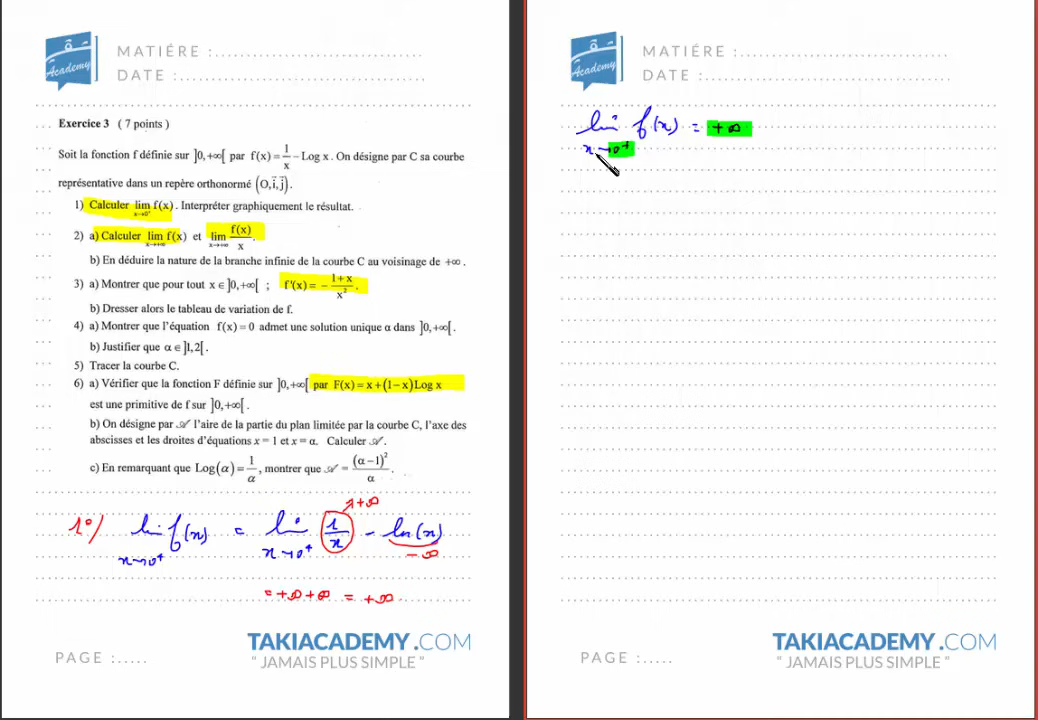 Academy
MATIÉRE :
DATE :
Exercice 3 ( 7 points )
Soit la fonction f définie sur ]0,+∞[ par f(x) = 1/x − Log x . On désigne par C sa courbe
représentative dans un repère orthonormé (O,i⃗,j⃗).
1) Calculer lim x→0⁺ f(x) . Interpréter graphiquement le résultat.
2) a) Calculer lim x→+∞ f(x) et lim x→+∞ f(x)/x .
b) En déduire la nature de la branche infinie de la courbe C au voisinage de +∞ .
3) a) Montrer que pour tout x ∈ ]0,+∞[ ; f'(x) = − 1+x/x² .
b) Dresser alors le tableau de variation de f.
4) a) Montrer que l'équation f(x) = 0 admet une solution unique α dans ]0,+∞[ .
b) Justifier que α ∈ ]1,2[ .
5) Tracer la courbe C.
6) a) Vérifier que la fonction F définie sur ]0,+∞[ par F(x) = x + (1−x)Log x
est une primitive de f sur ]0,+∞[ .
b) On désigne par 𝒜 l'aire de la partie du plan limitée par la courbe C, l'axe des
abscisses et les droites d'équations x = 1 et x = α. Calculer 𝒜 .
c) En remarquant que Log(α) = 1/α , montrer que 𝒜 = (α−1)²/α .
1°/ lim x→0⁺ f(x) = lim x→0⁺ 1/x − ln(x)
→+∞
−∞
= +∞ + ∞ = +∞
TAKIACADEMY.COM
PAGE :..... " JAMAIS PLUS SIMPLE "
Academy
MATIÉRE :
DATE :
lim x→0⁺ f(x) = +∞
TAKIACADEMY.COM
PAGE :..... " JAMAIS PLUS SIMPLE "